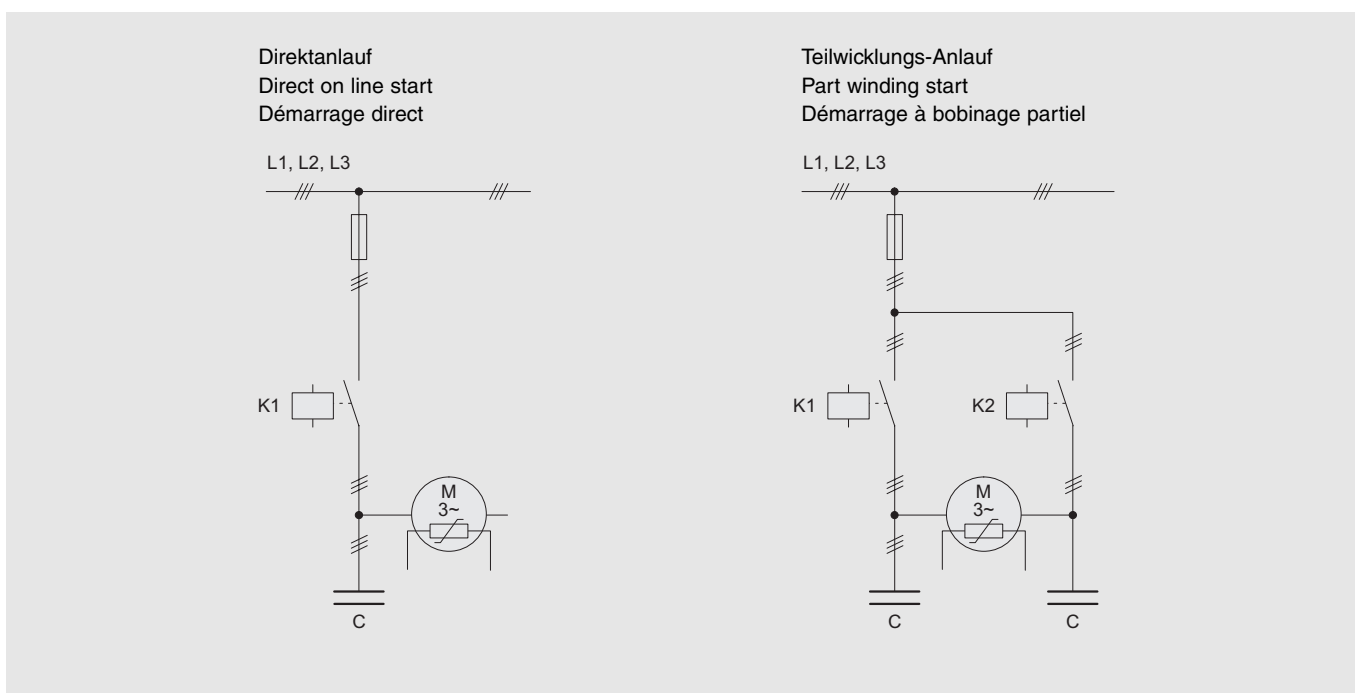 Direktanlauf
Direct on line start
Démarrage direct
L1, L2, L3
K1
M
3~
C
Teilwicklungs-Anlauf
Part winding start
Démarrage à bobinage partiel
L1, L2, L3
K1
K2
M
3~
C
C